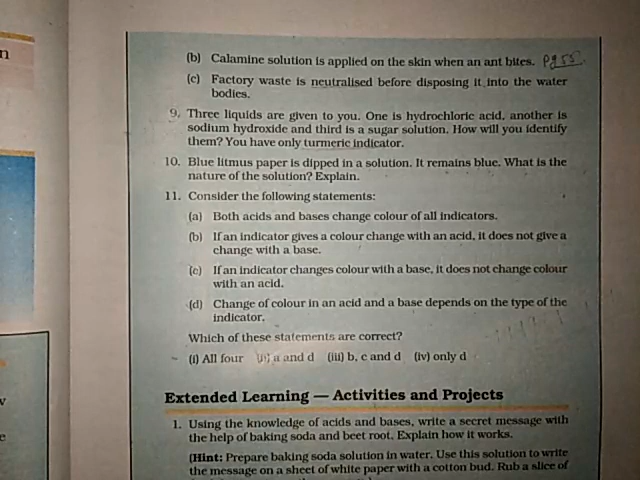 n
(b) Calamine solution is applied on the skin when an ant bites. Pg 55
(c) Factory waste is neutralised before disposing it into the water
bodies.
9. Three liquids are given to you. One is hydrochloric acid, another is
sodium hydroxide and third is a sugar solution. How will you identify
them? You have only turmeric indicator.
10. Blue litmus paper is dipped in a solution. It remains blue. What is the
nature of the solution? Explain.
11. Consider the following statements:
(a) Both acids and bases change colour of all indicators.
(b) If an indicator gives a colour change with an acid, it does not give a
change with a base.
(c) If an indicator changes colour with a base, it does not change colour
with an acid.
(d) Change of colour in an acid and a base depends on the type of the
indicator.
Which of these statements are correct?
(i) All four (ii) a and d (iii) b, c and d (iv) only d
Extended Learning — Activities and Projects
1. Using the knowledge of acids and bases, write a secret message with
the help of baking soda and beet root. Explain how it works.
(Hint: Prepare baking soda solution in water. Use this solution to write
the message on a sheet of white paper with a cotton bud. Rub a slice of
v
e